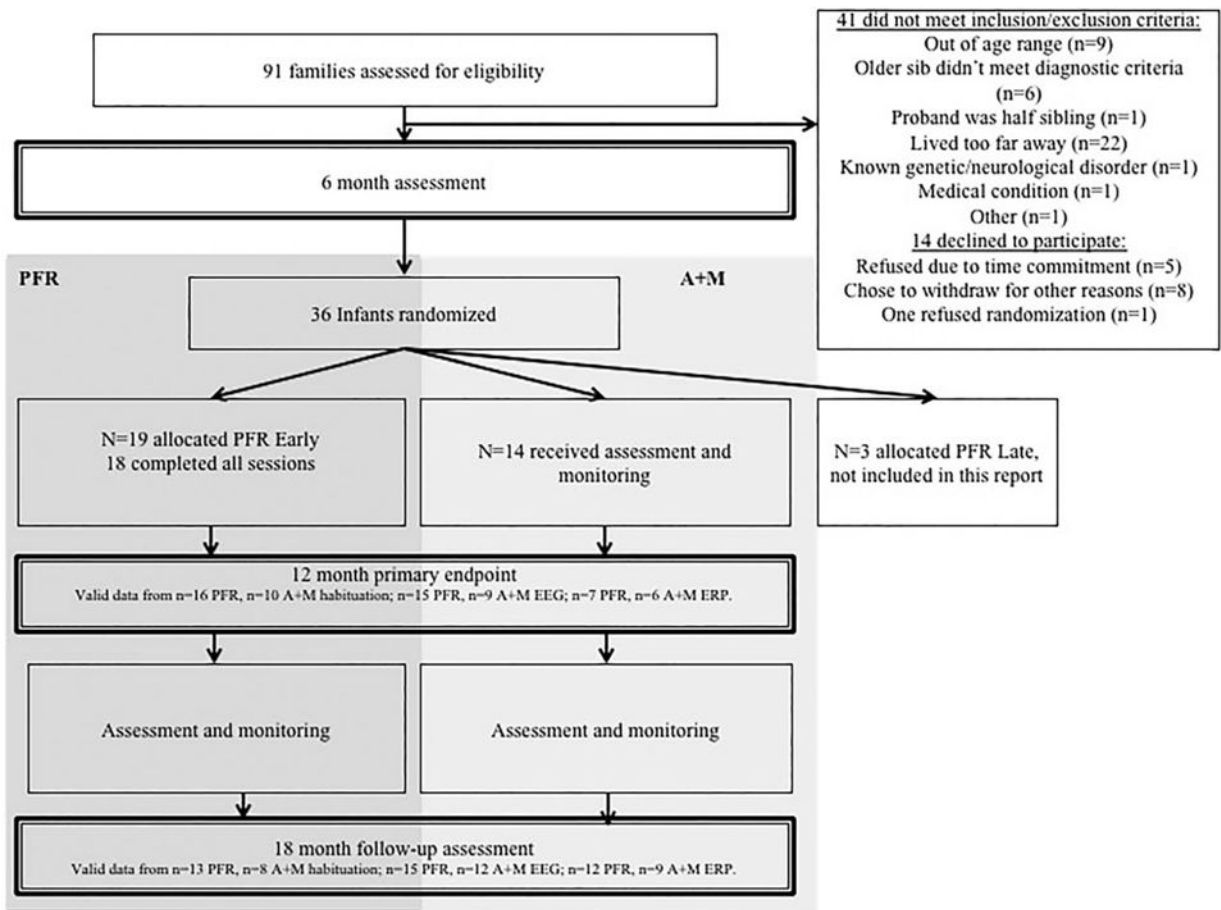 91 families assessed for eligibility
41 did not meet inclusion/exclusion criteria:
Out of age range (n=9)
Older sib didn't meet diagnostic criteria
(n=6)
Proband was half sibling (n=1)
Lived too far away (n=22)
Known genetic/neurological disorder (n=1)
Medical condition (n=1)
Other (n=1)
14 declined to participate:
Refused due to time commitment (n=5)
Chose to withdraw for other reasons (n=8)
One refused randomization (n=1)
6 month assessment
PFR
A+M
36 Infants randomized
N=19 allocated PFR Early
18 completed all sessions
N=14 received assessment and
monitoring
N=3 allocated PFR Late,
not included in this report
12 month primary endpoint
Valid data from n=16 PFR, n=10 A+M habituation; n=15 PFR, n=9 A+M EEG; n=7 PFR, n=6 A+M ERP.
Assessment and monitoring
Assessment and monitoring
18 month follow-up assessment
Valid data from n=13 PFR, n=8 A+M habituation; n=15 PFR, n=12 A+M EEG; n=12 PFR, n=9 A+M ERP.